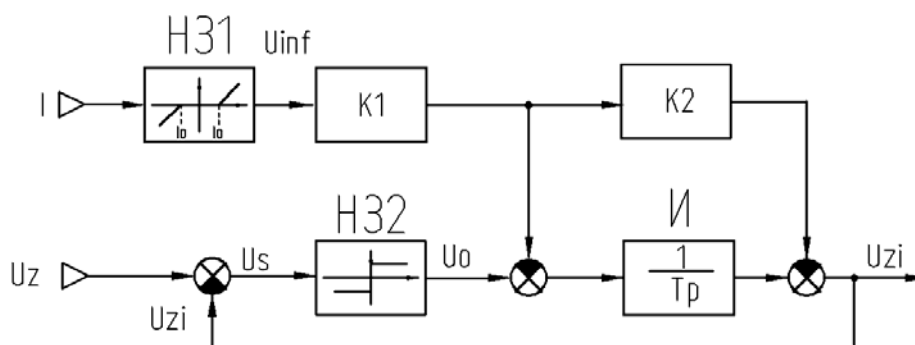 НЗ1
Uinf
I
Io
Io
K1
K2
НЗ2
И
Uz
Us
Uo
1
Tp
Uzi
Uzi